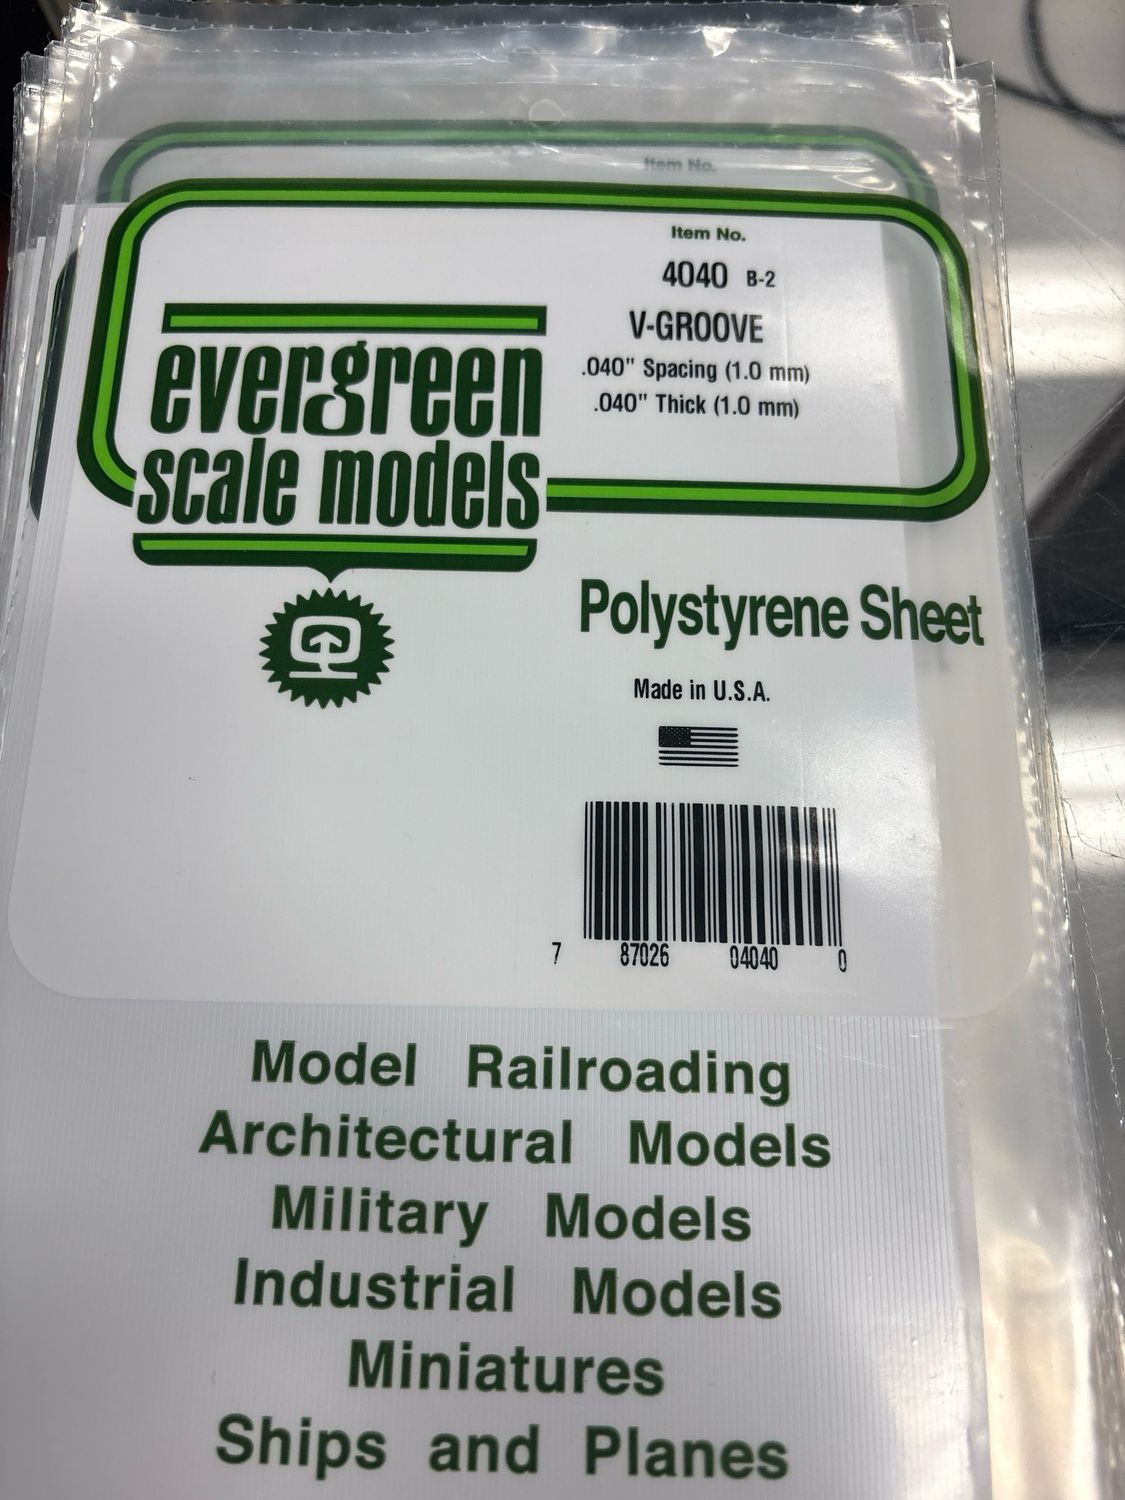 Item No.
Item No.
4040 B-2
V-GROOVE
.040" Spacing (1.0 mm)
.040" Thick (1.0 mm)
evergreen
scale models
Polystyrene Sheet
Made in U.S.A.
7 87026 04040 0
Model Railroading
Architectural Models
Military Models
Industrial Models
Miniatures
Ships and Planes